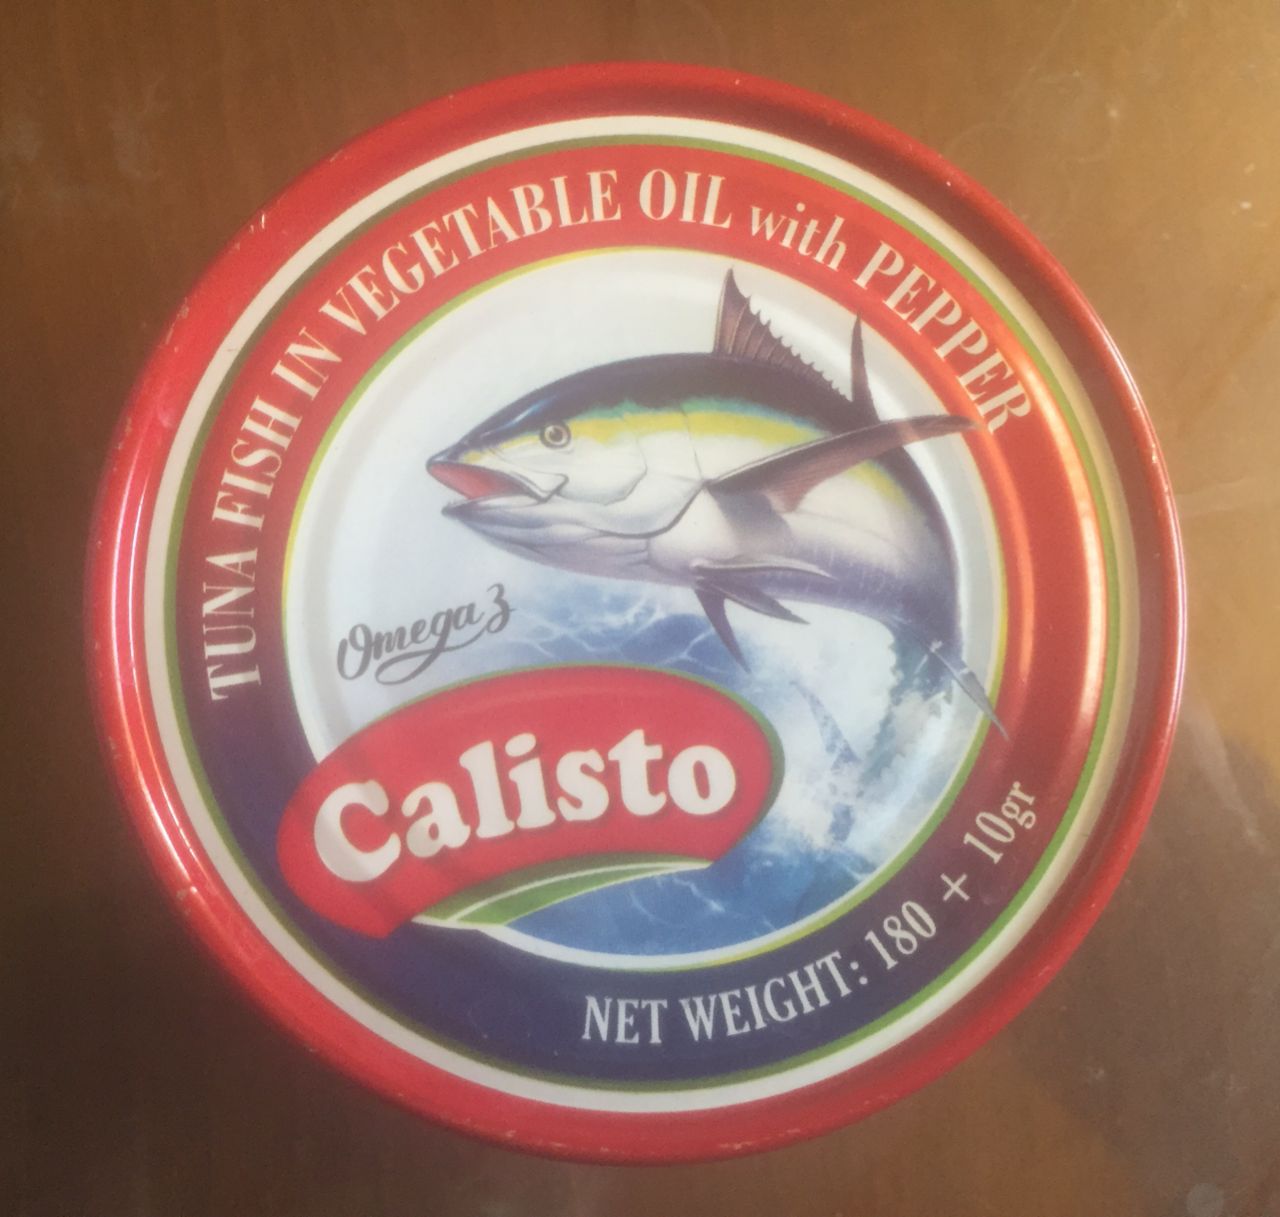 TUNA FISH IN VEGETABLE OIL with PEPPER
Omega 3
Calisto
NET WEIGHT: 180 + 10gr